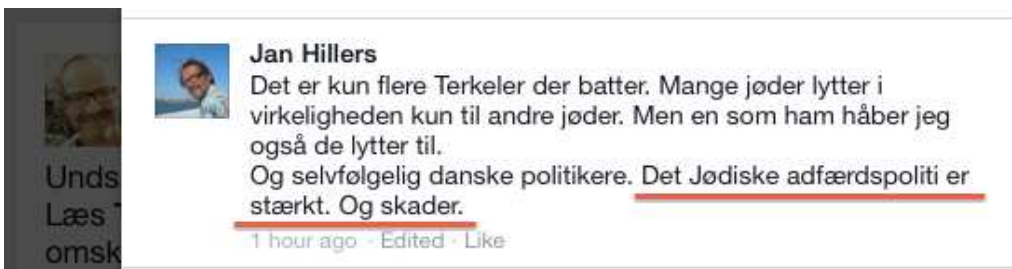 Jan Hillers
Det er kun flere Terkeler der batter. Mange jøder lytter i
virkeligheden kun til andre jøder. Men en som ham håber jeg
også de lytter til.
Og selvfølgelig danske politikere. Det Jødiske adfærdspoliti er
stærkt. Og skader.
1 hour ago · Edited · Like
Unds
Læs T
omsk